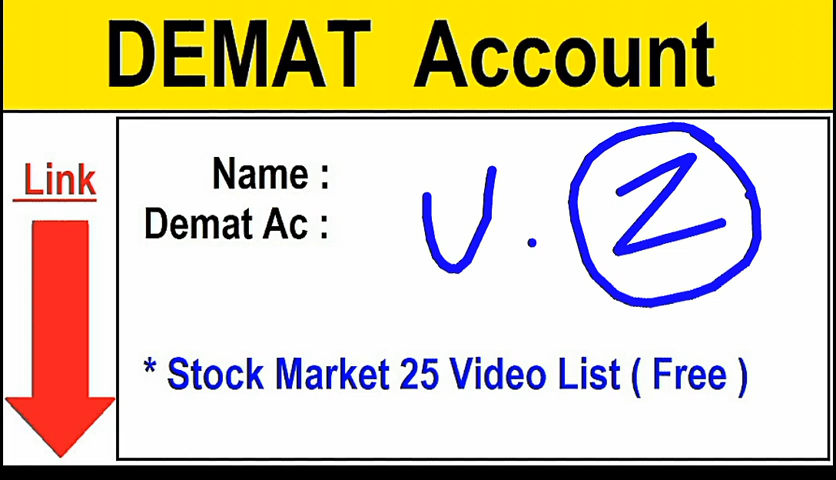 DEMAT Account
Link
Name :
Demat Ac :
U . Z
* Stock Market 25 Video List ( Free )